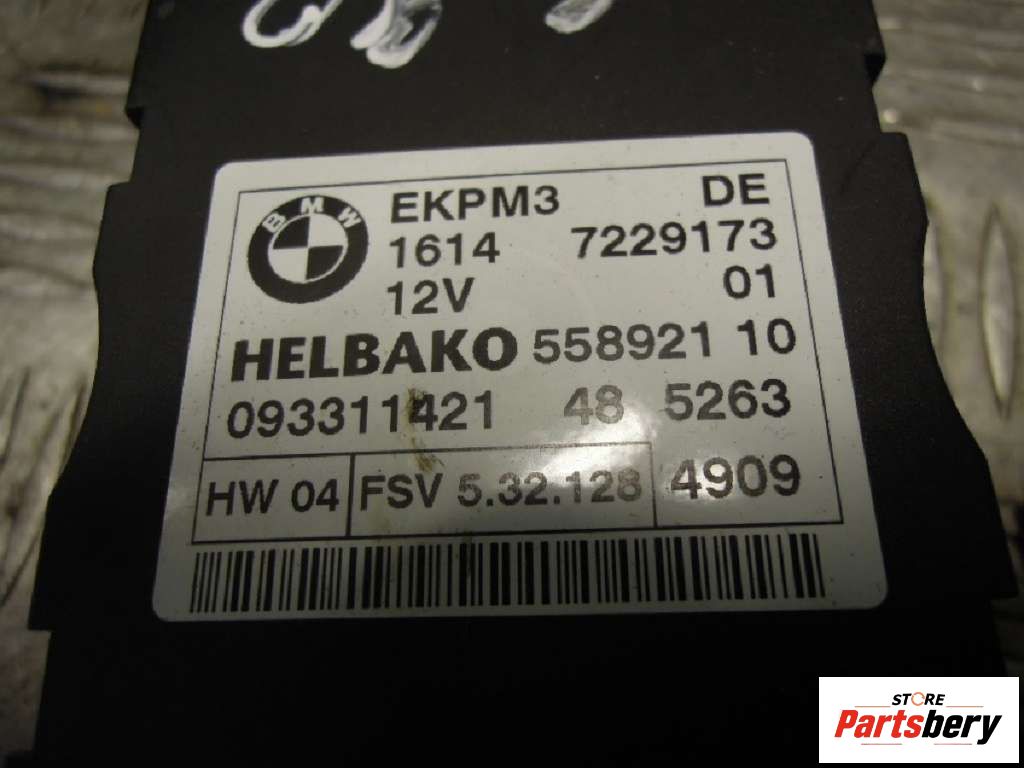 BMW
EKPM3 DE
1614 7229173
12V 01
HELBAKO 558921 10
093311421 48 5263
HW 04 FSV 5.32.128 4909
STORE
Partsbery